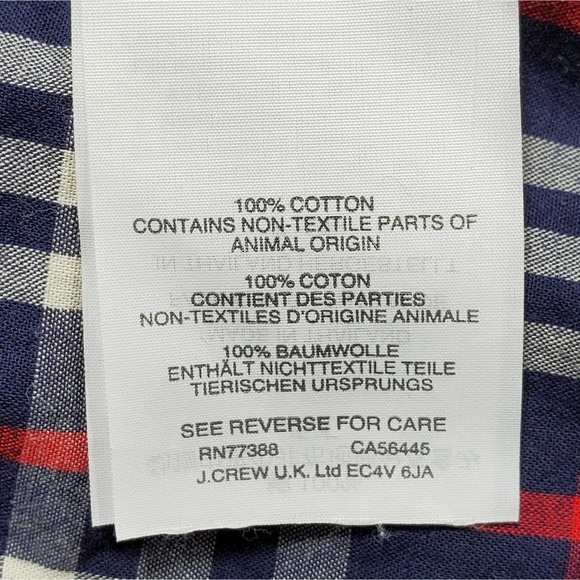 100% COTTON
CONTAINS NON-TEXTILE PARTS OF
ANIMAL ORIGIN
100% COTON
CONTIENT DES PARTIES
NON-TEXTILES D'ORIGINE ANIMALE
100% BAUMWOLLE
ENTHÄLT NICHTTEXTILE TEILE
TIERISCHEN URSPRUNGS
SEE REVERSE FOR CARE
RN77388 CA56445
J.CREW U.K. Ltd EC4V 6JA